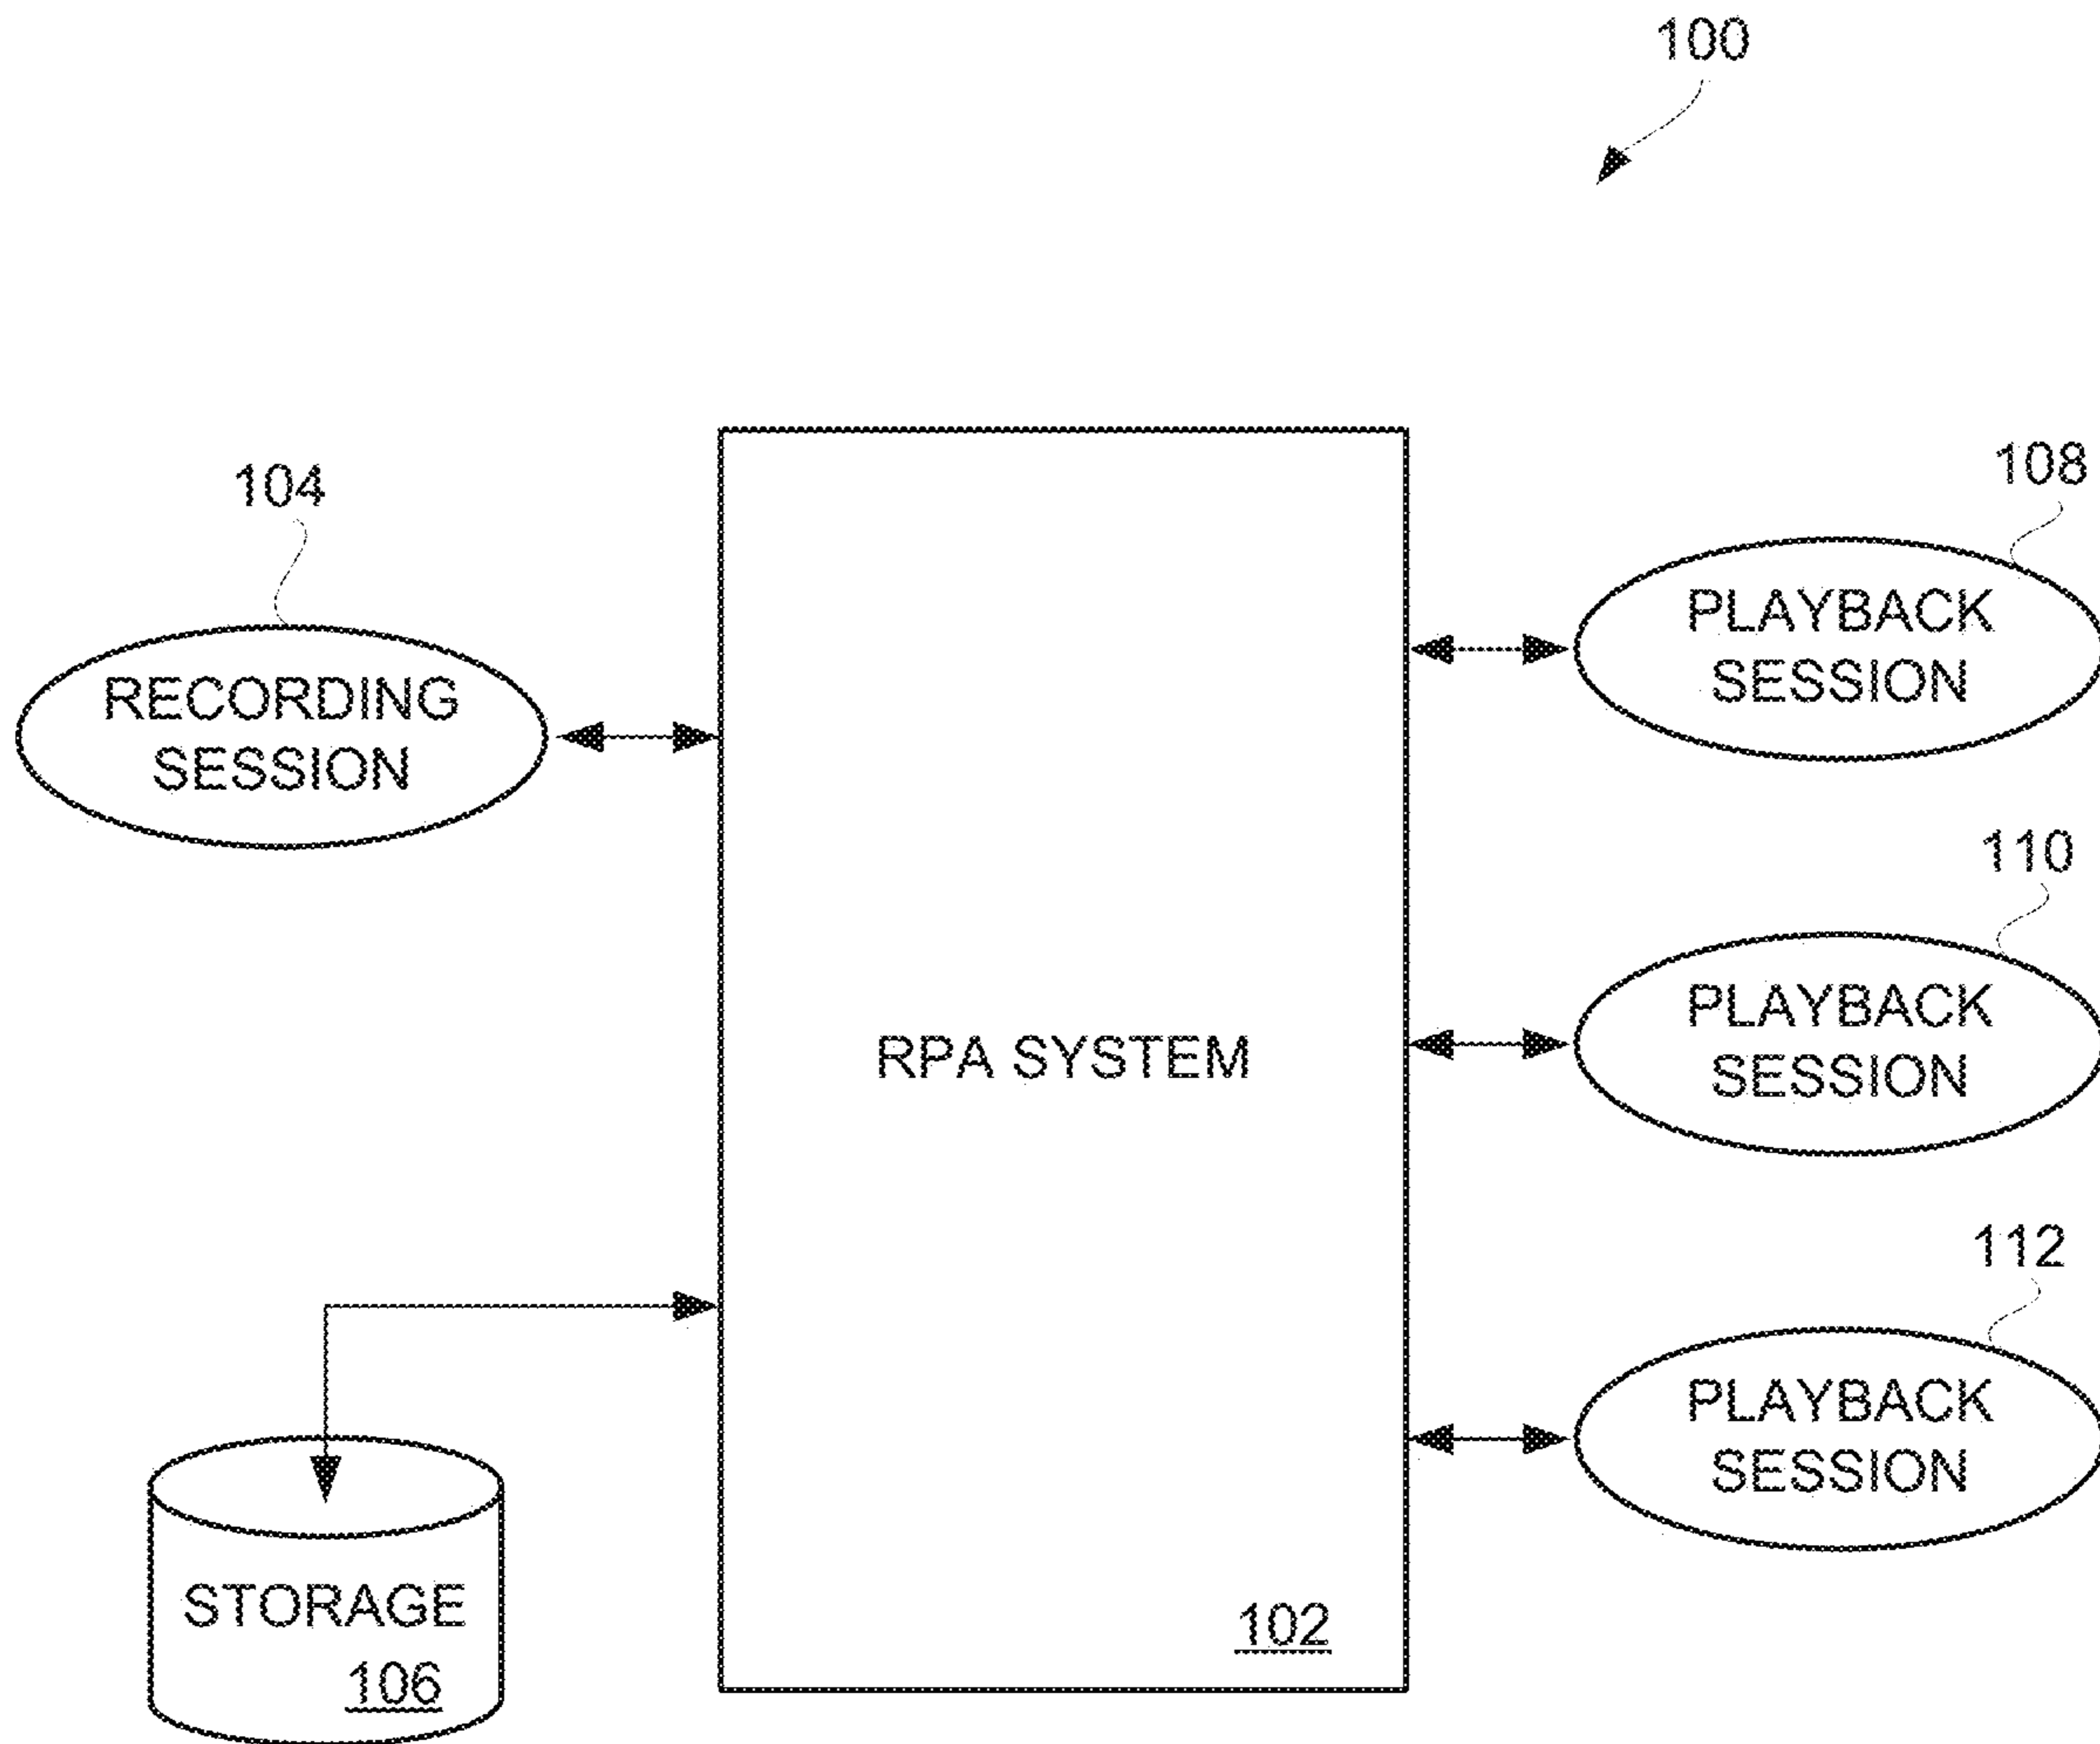 100
104
RECORDING
SESSION
108
PLAYBACK
SESSION
110
PLAYBACK
SESSION
RPA SYSTEM
112
PLAYBACK
SESSION
STORAGE
106
102